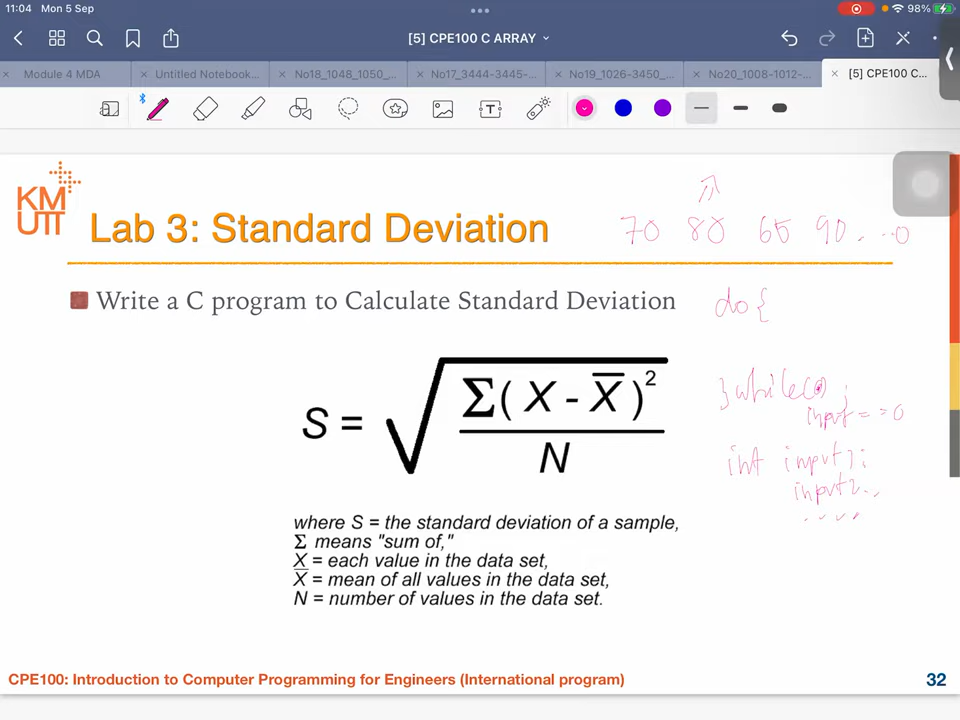 11:04 Mon 5 Sep 98%
[5] CPE100 C ARRAY
Module 4 MDA Untitled Notebook... No18_1048_1050_... No17_3444-3445-... No19_1026-3450_... No20_1008-1012-... [5] CPE100 C...
KM
UTT
Lab 3: Standard Deviation
70 80 65 90 . . . 0
Write a C program to Calculate Standard Deviation
do {
} while( ) ;
input = = 0
S = √ Σ( X - X̅ )²
N
int input1;
input2...
. . . .
where S = the standard deviation of a sample,
Σ means "sum of,"
X = each value in the data set,
X̅ = mean of all values in the data set,
N = number of values in the data set.
CPE100: Introduction to Computer Programming for Engineers (International program) 32